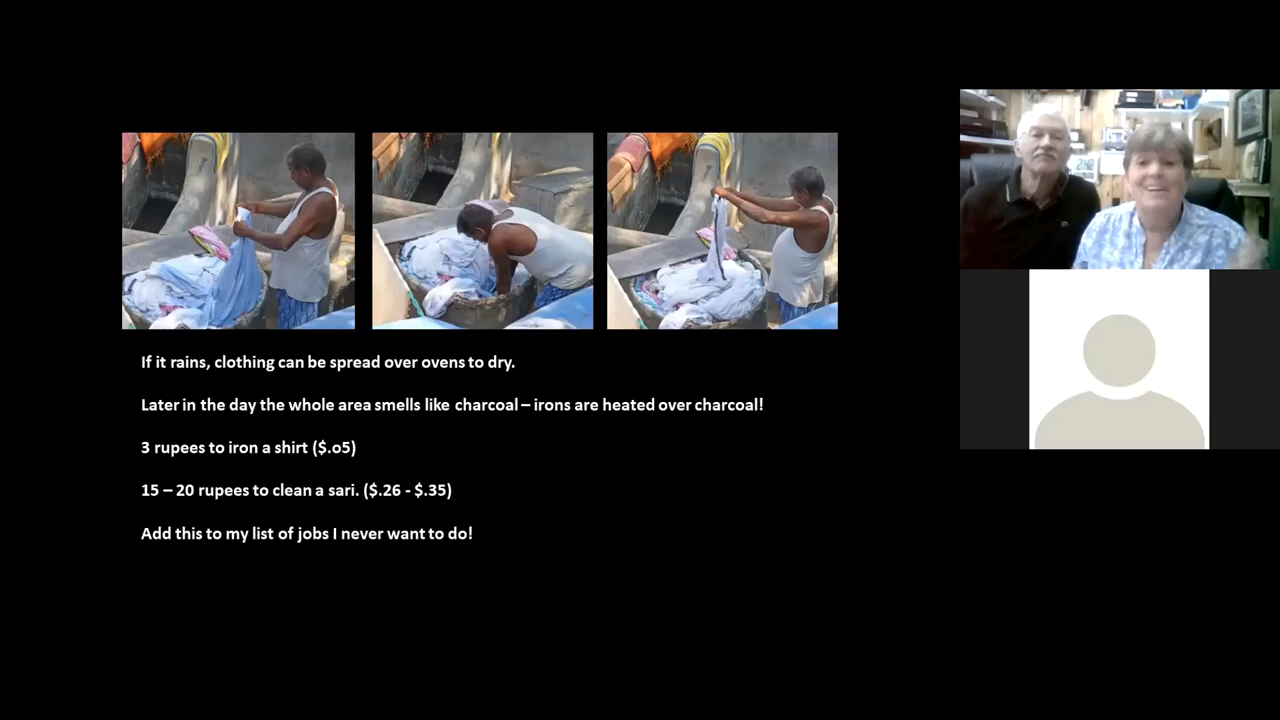 If it rains, clothing can be spread over ovens to dry.
Later in the day the whole area smells like charcoal – irons are heated over charcoal!
3 rupees to iron a shirt ($.o5)
15 – 20 rupees to clean a sari. ($.26 - $.35)
Add this to my list of jobs I never want to do!